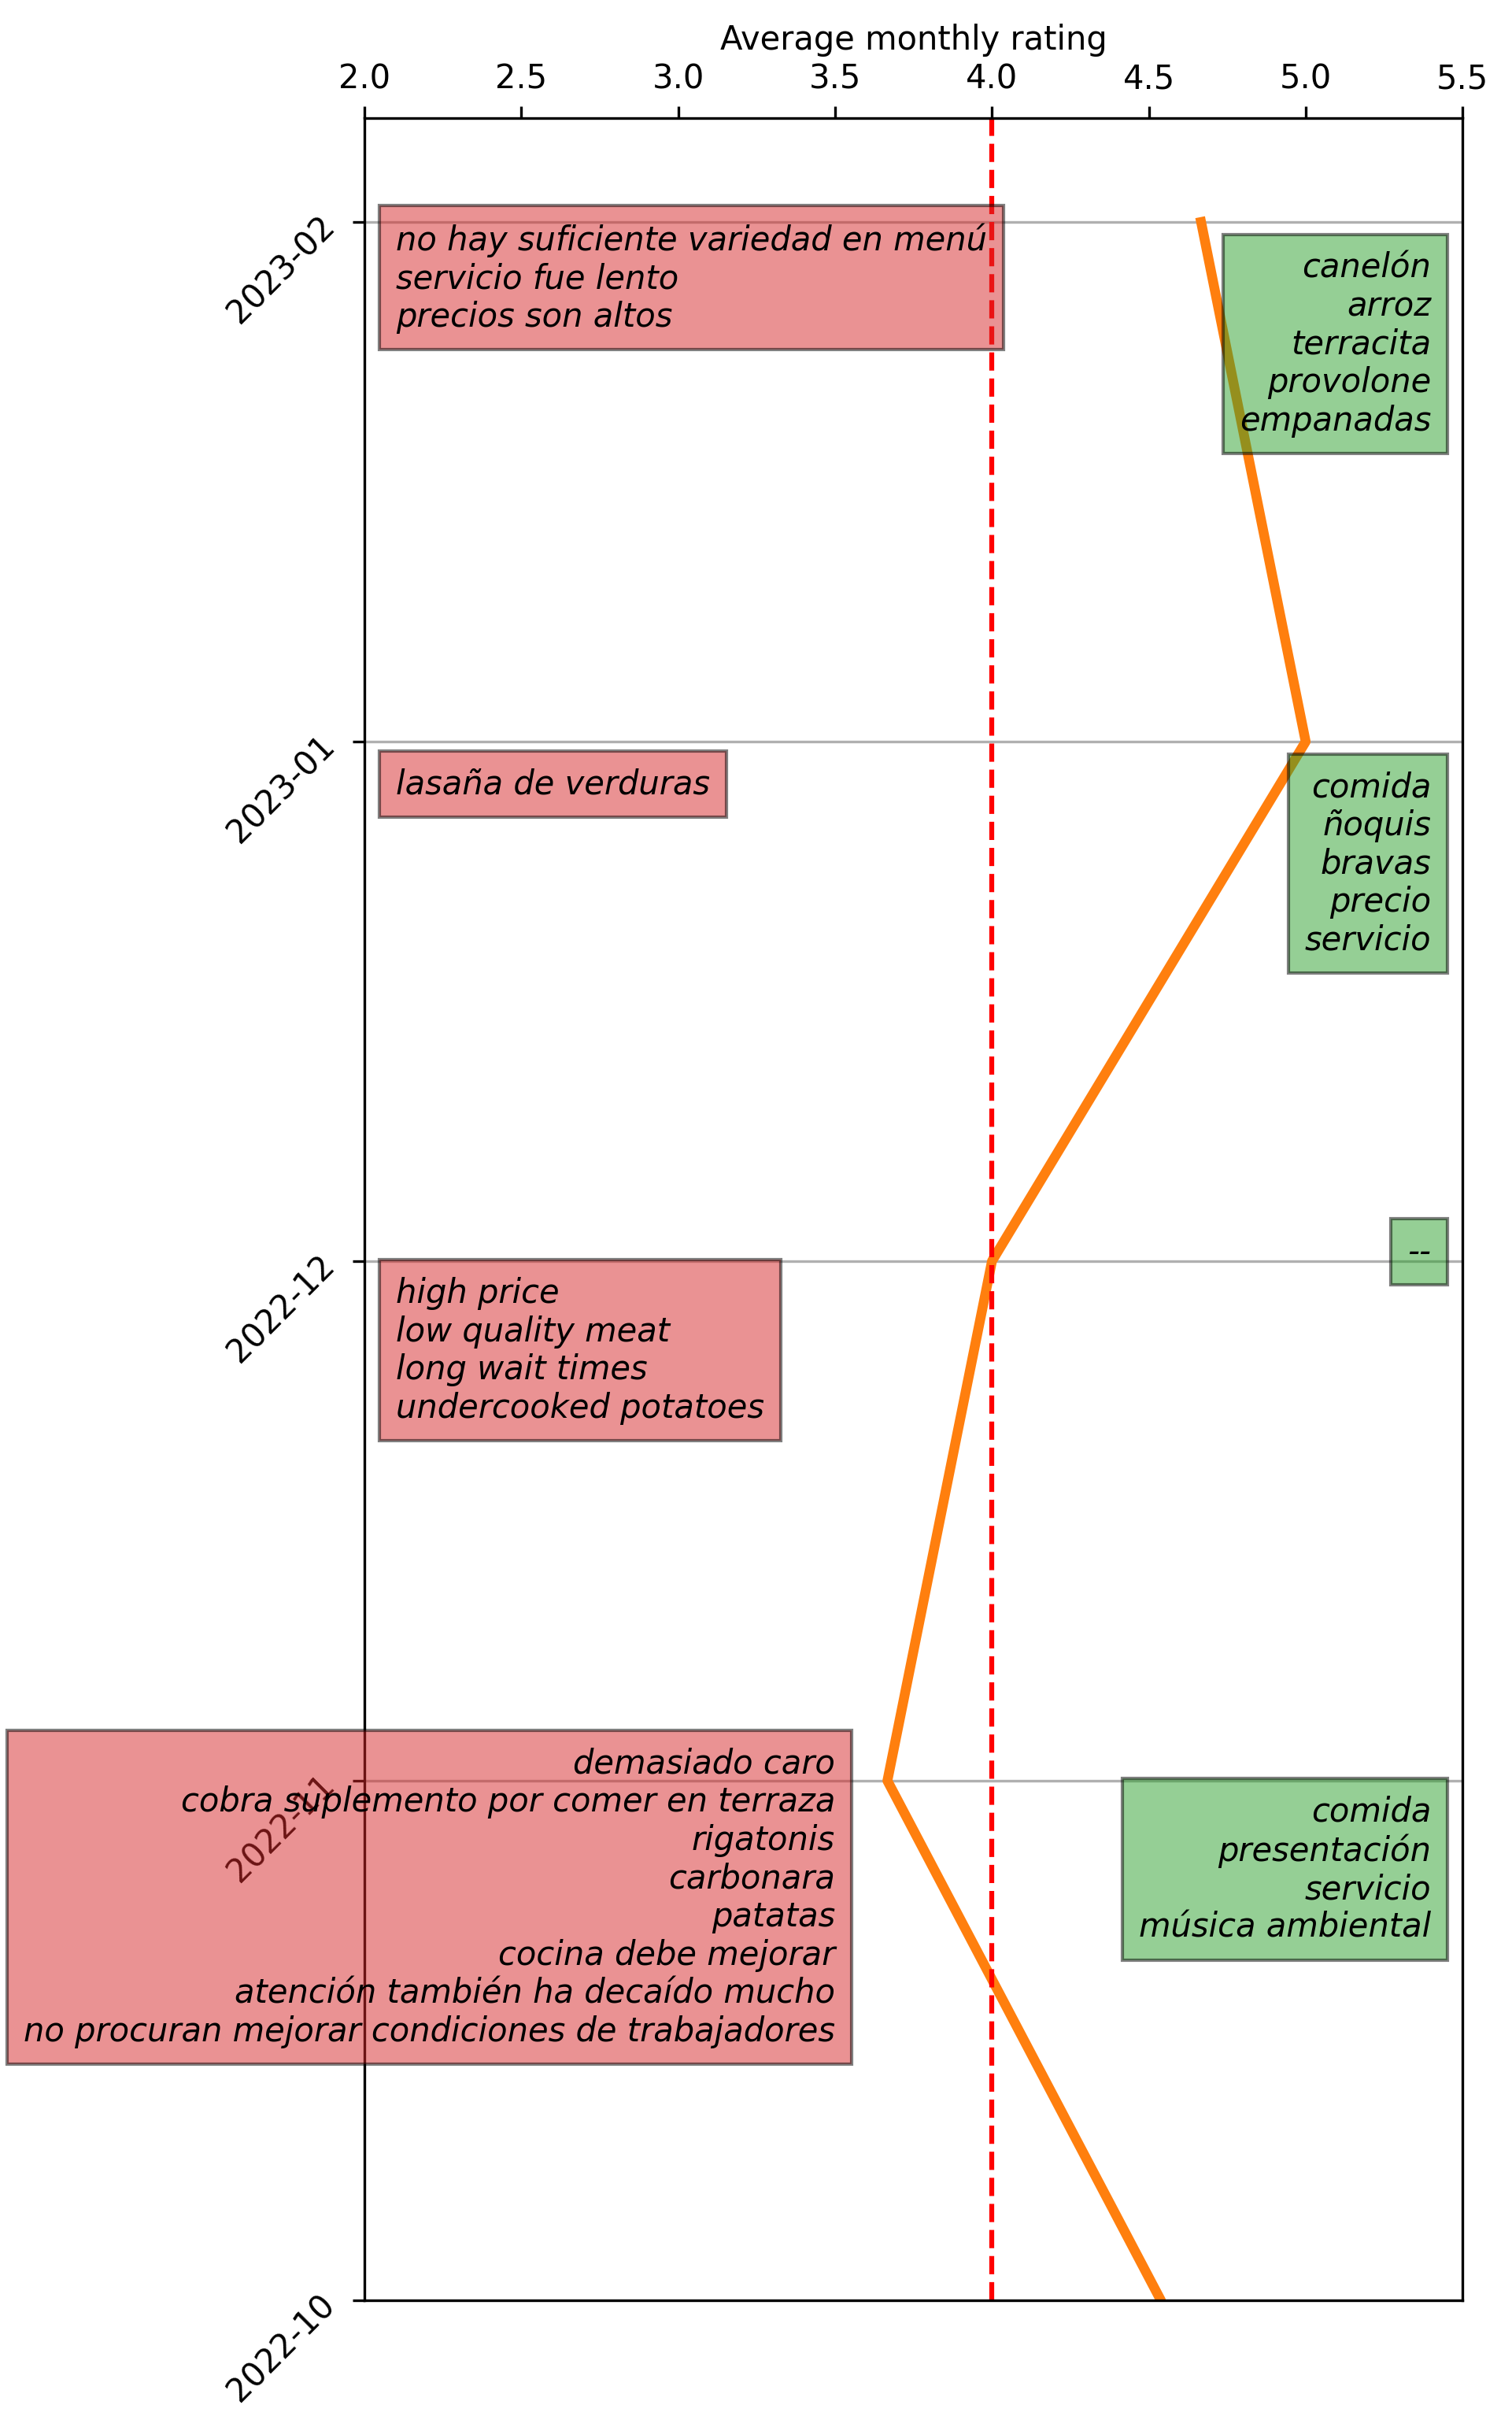 Average monthly rating
2.0 2.5 3.0 3.5 4.0 4.5 5.0 5.5
2023-02
no hay suficiente variedad en menú
servicio fue lento
precios son altos
canelón
arroz
terracita
provolone
empanadas
2023-01
lasaña de verduras
comida
ñoquis
bravas
precio
servicio
2022-12
--
high price
low quality meat
long wait times
undercooked potatoes
2022-11
demasiado caro
cobra suplemento por comer en terraza
rigatonis
carbonara
patatas
cocina debe mejorar
atención también ha decaído mucho
no procuran mejorar condiciones de trabajadores
comida
presentación
servicio
música ambiental
2022-10